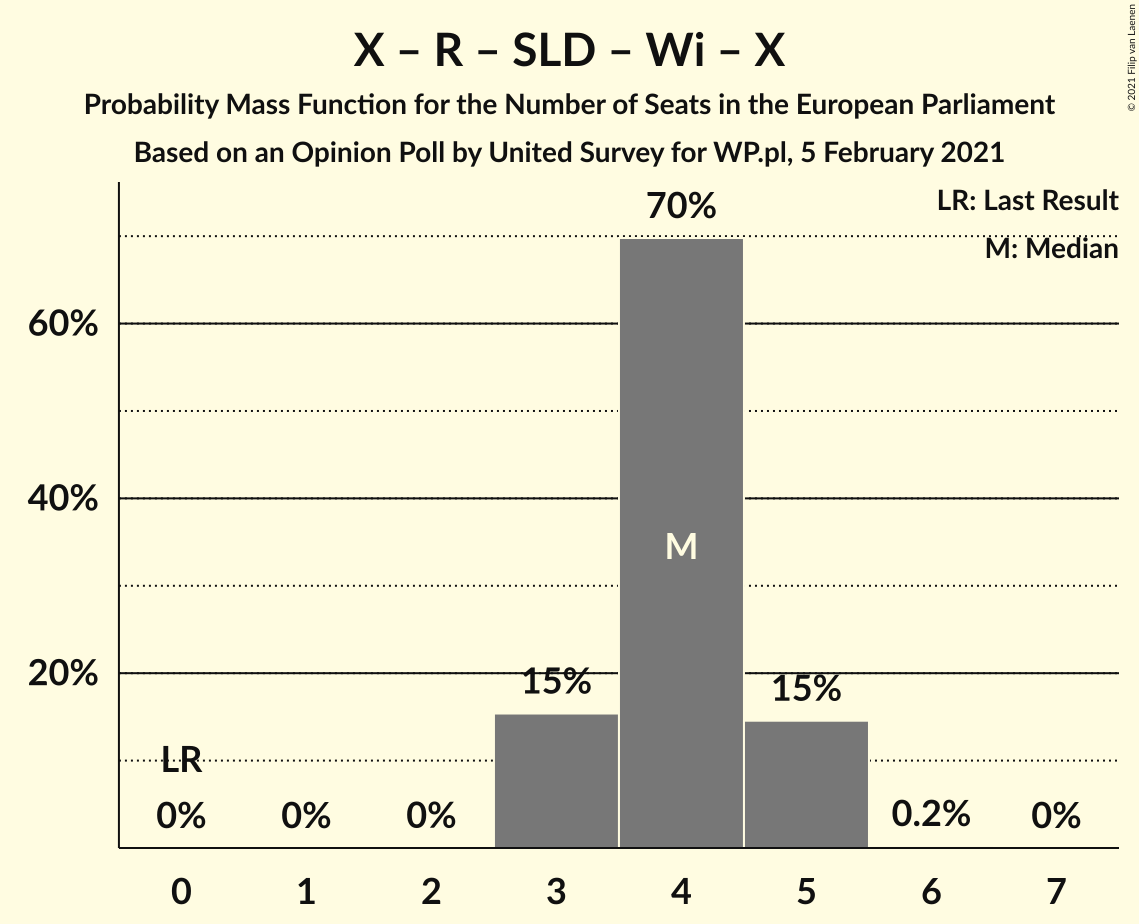 X – R – SLD – Wi – X
Probability Mass Function for the Number of Seats in the European Parliament
Based on an Opinion Poll by United Survey for WP.pl, 5 February 2021
© 2021 Filip van Laenen
LR: Last Result
M: Median
70%
60%
40%
20%
M
15%
15%
LR
0%
0%
0%
0.2%
0%
0 1 2 3 4 5 6 7